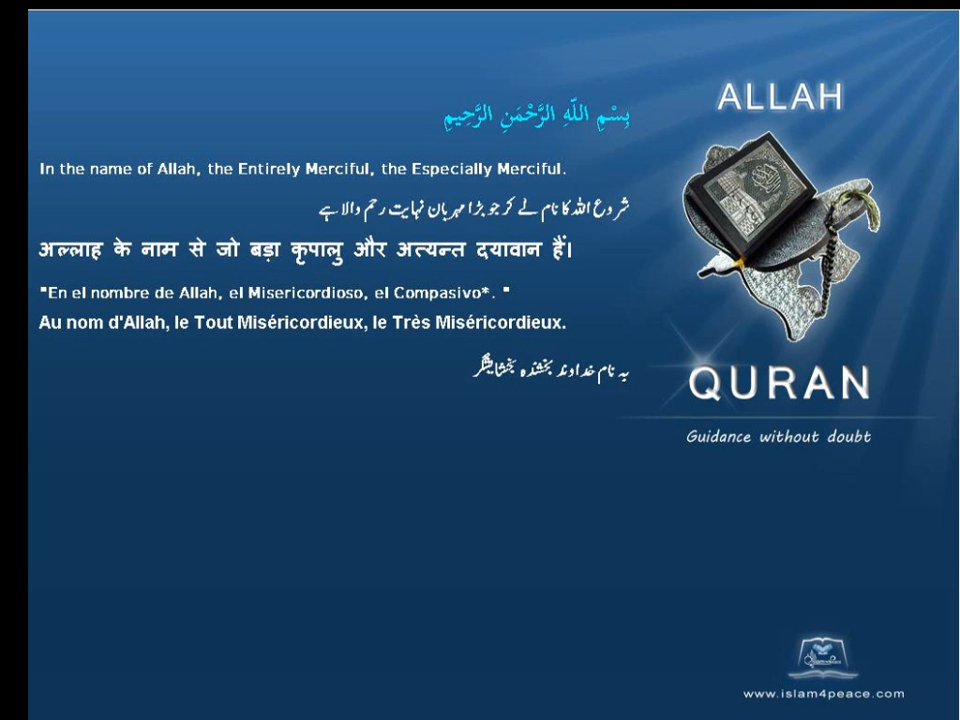 بِسْمِ اللّهِ الرَّحْمَنِ الرَّحِيمِ
In the name of Allah, the Entirely Merciful, the Especially Merciful.
شروع الله کا نام لے کر جو بڑا مہربان نہایت رحم والا ہے
अल्लाह के नाम से जो बड़ा कृपालु और अत्यन्त दयावान हैं।
"En el nombre de Allah, el Misericordioso, el Compasivo*. "
Au nom d'Allah, le Tout Miséricordieux, le Très Miséricordieux.
به نام خداوند بخشنده بخشایشگر
ALLAH
QURAN
Guidance without doubt
www.islam4peace.com